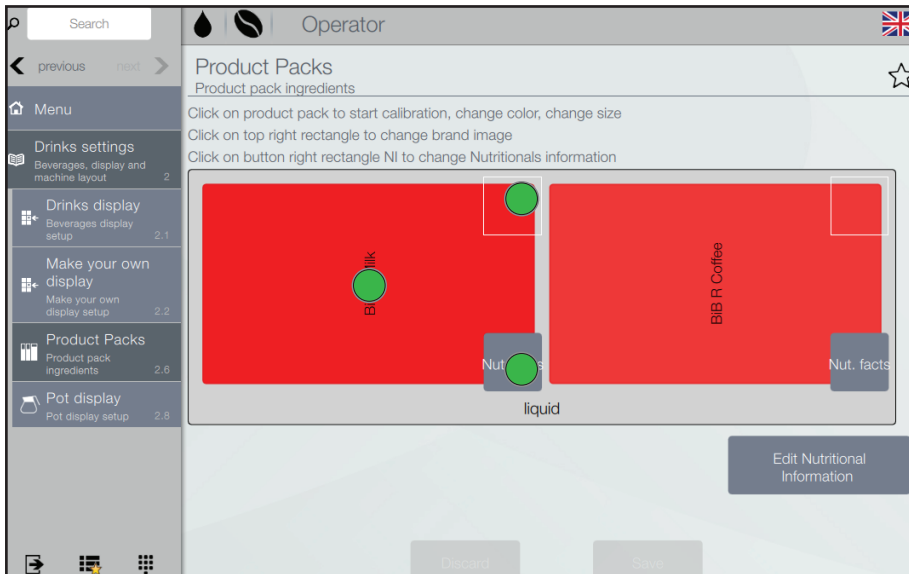 Search
Operator
previous
next
Product Packs
Product pack ingredients
Menu
Click on product pack to start calibration, change color, change size
Click on top right rectangle to change brand image
Click on button right rectangle NI to change Nutritionals information
Drinks settings
Beverages, display and
machine layout 2
Drinks display
Beverages display
setup 2.1
Make your own
display
Make your own
display setup 2.2
Product Packs
Product pack
ingredients 2.6
Pot display
Pot display setup 2.8
BiB R Coffee
Nut. facts
liquid
Edit Nutritional
Information
Discard
Save